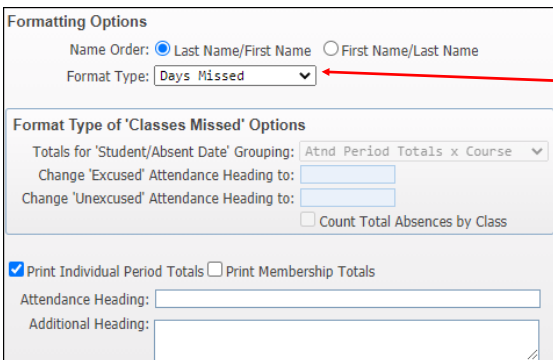 Formatting Options
Name Order: Last Name/First Name First Name/Last Name
Format Type: Days Missed
Format Type of 'Classes Missed' Options
Totals for 'Student/Absent Date' Grouping: Atnd Period Totals x Course
Change 'Excused' Attendance Heading to:
Change 'Unexcused' Attendance Heading to:
Count Total Absences by Class
Print Individual Period Totals Print Membership Totals
Attendance Heading:
Additional Heading: